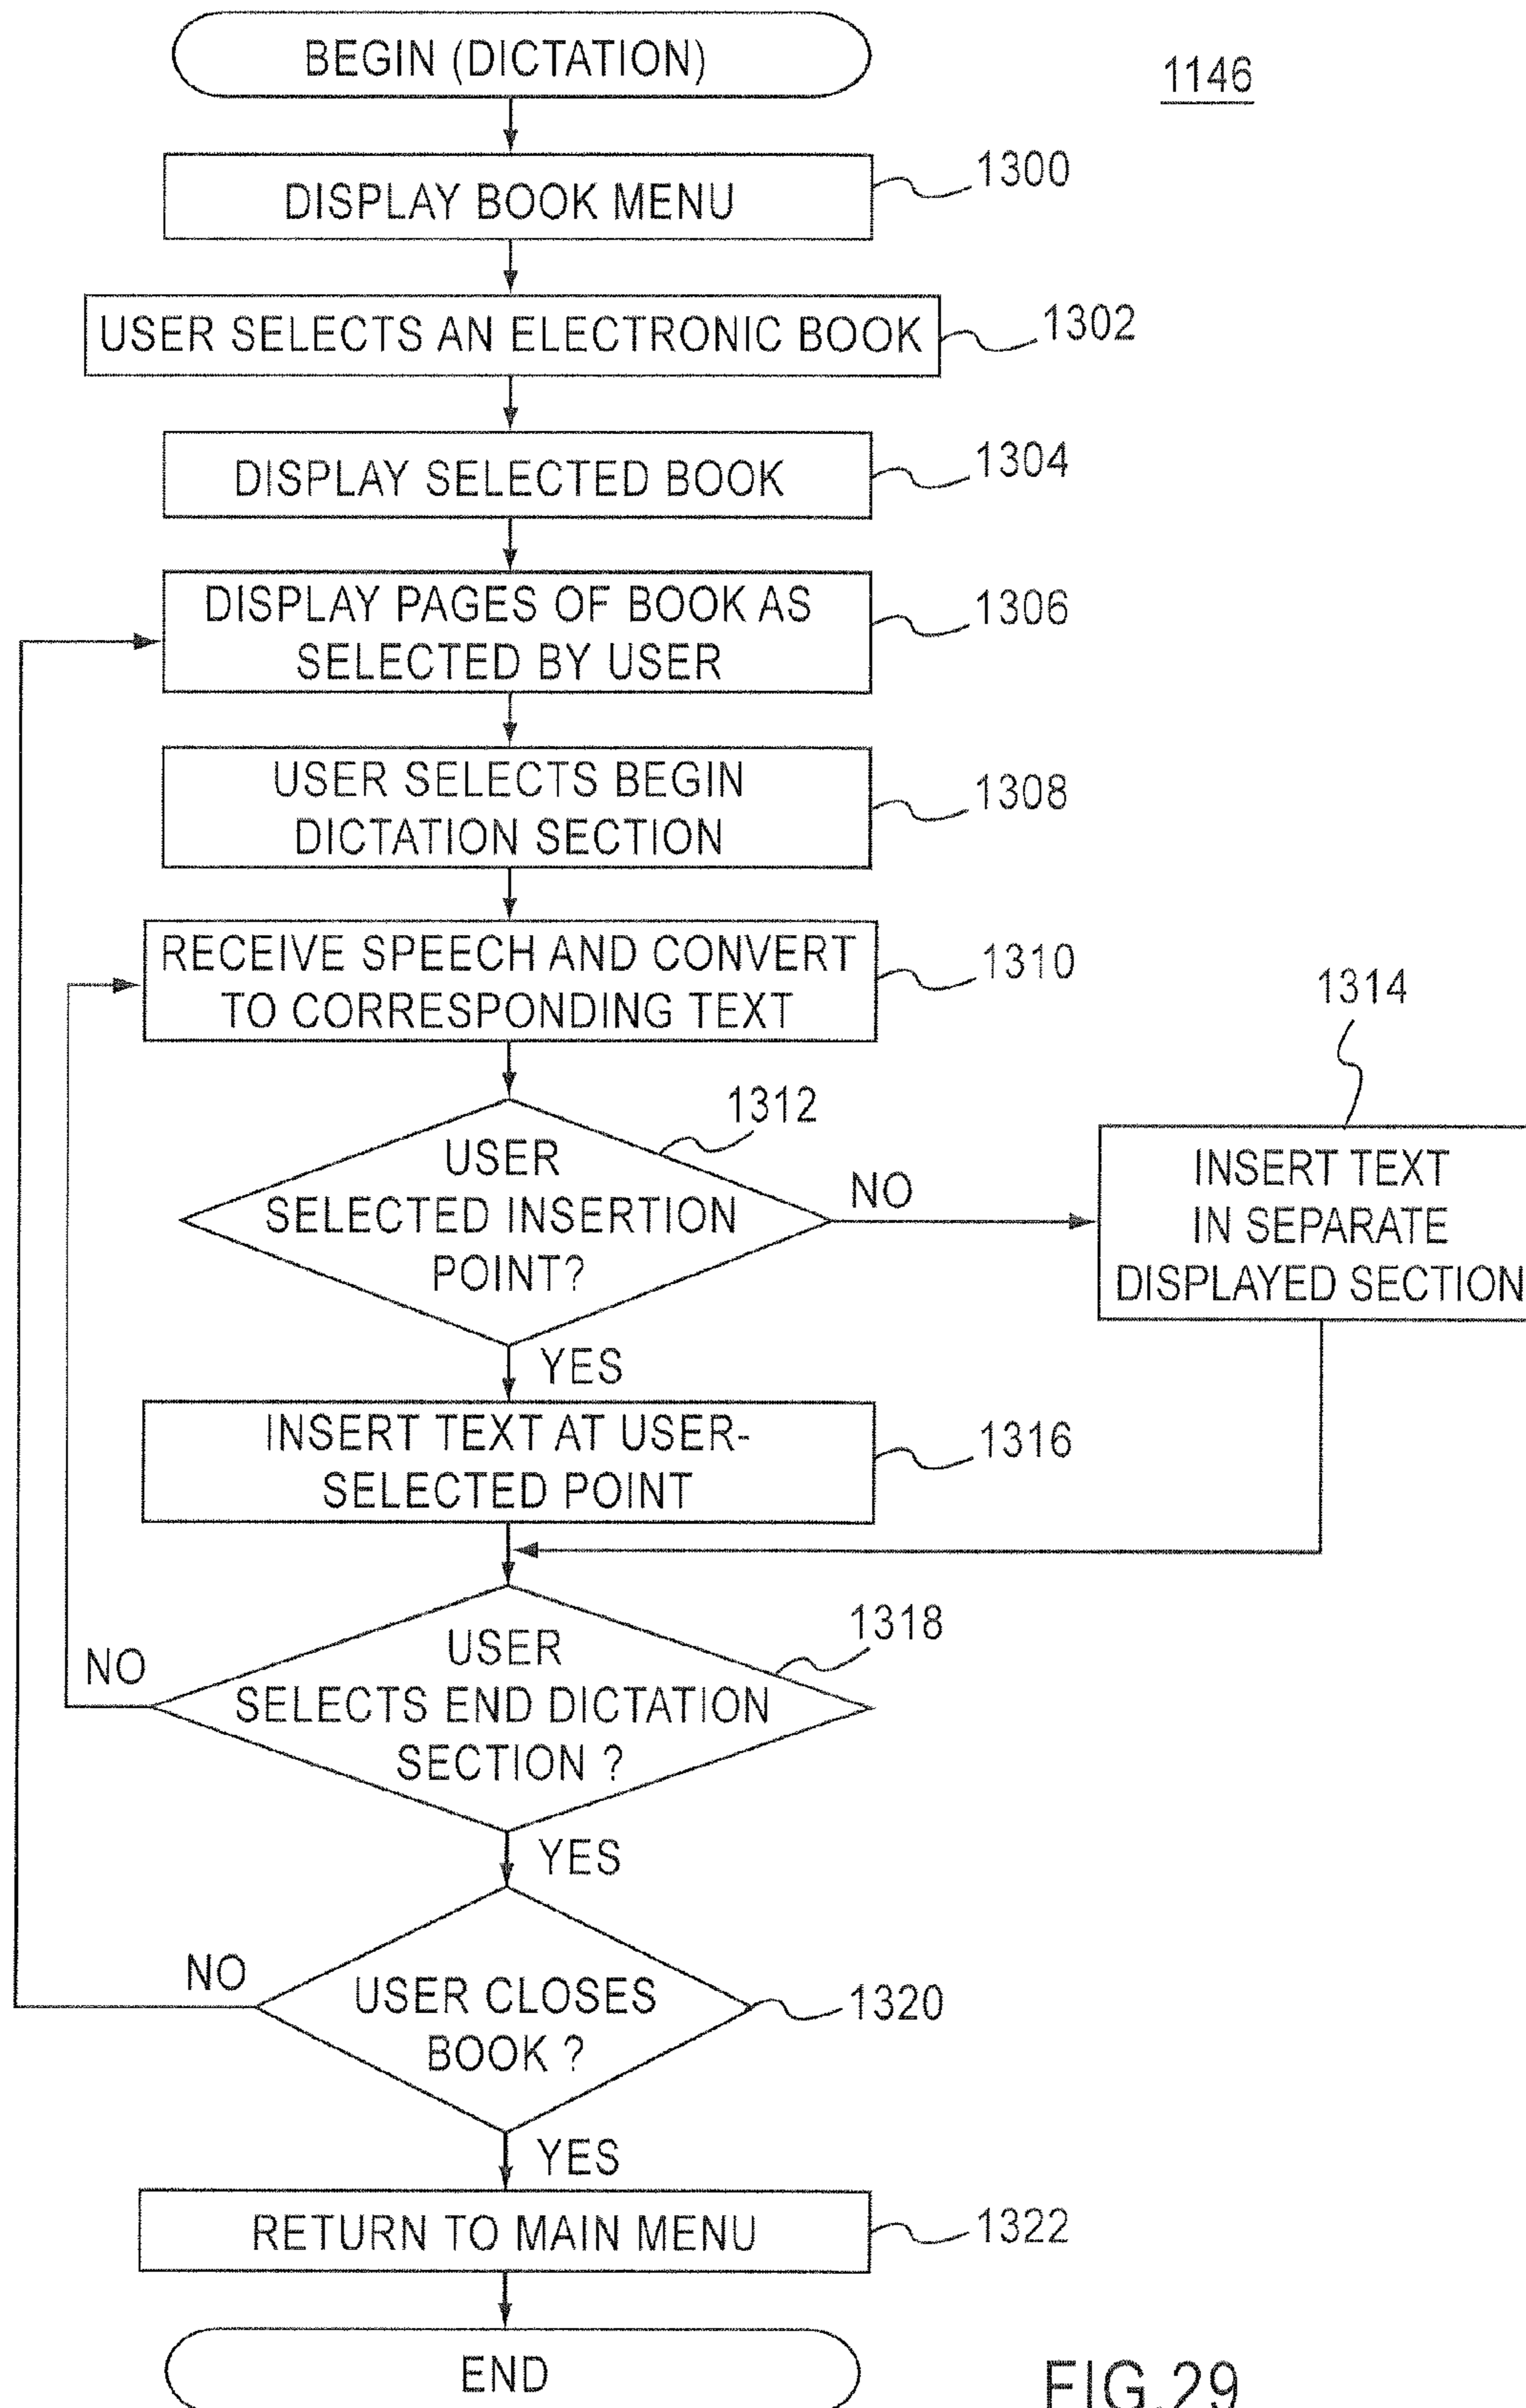 BEGIN (DICTATION)
1146
DISPLAY BOOK MENU
1300
USER SELECTS AN ELECTRONIC BOOK
1302
DISPLAY SELECTED BOOK
1304
DISPLAY PAGES OF BOOK AS
SELECTED BY USER
1306
USER SELECTS BEGIN
DICTATION SECTION
1308
RECEIVE SPEECH AND CONVERT
TO CORRESPONDING TEXT
1310
USER
SELECTED INSERTION
POINT?
1312
NO
1314
INSERT TEXT
IN SEPARATE
DISPLAYED SECTION
YES
INSERT TEXT AT USER-
SELECTED POINT
1316
USER
SELECTS END DICTATION
SECTION ?
1318
NO
YES
USER CLOSES
BOOK ?
1320
NO
YES
RETURN TO MAIN MENU
1322
END
FIG.29